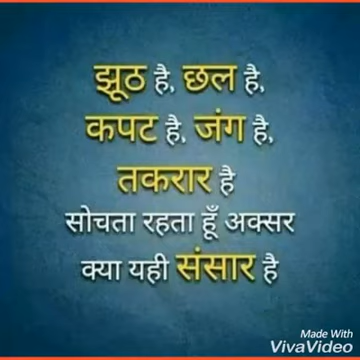 झूठ है, छल है,
कपट है, जंग है,
तकरार है
सोचता रहता हूँ अक्सर
क्या यही संसार है
Made With
VivaVideo